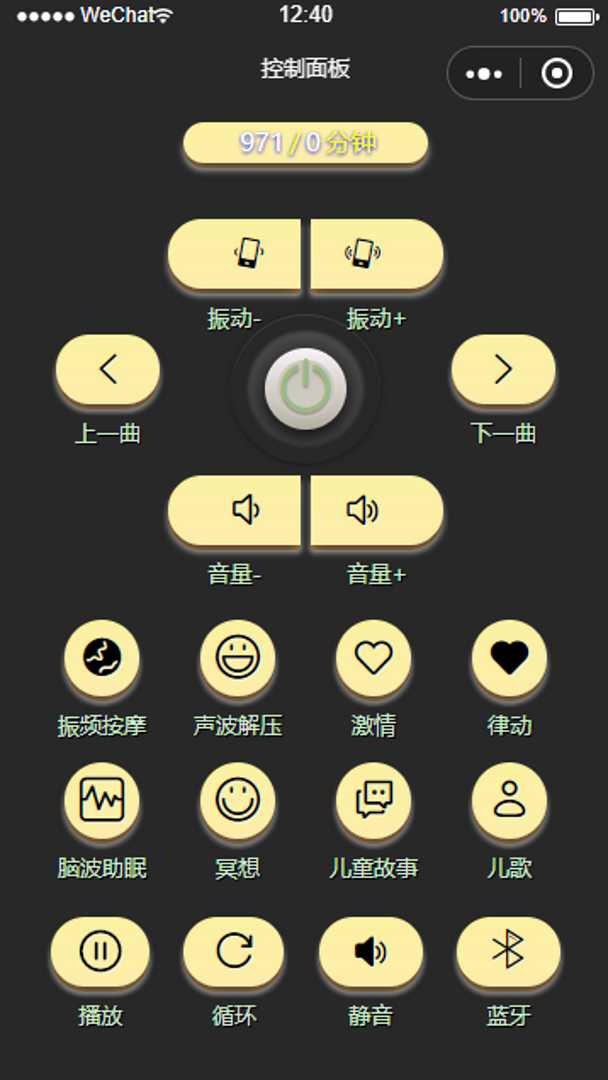 WeChat 12:40 100%
控制面板
971 / 0 分钟
振动- 振动+
上一曲 下一曲
音量- 音量+
振频按摩 声波解压 激情 律动
脑波助眠 冥想 儿童故事 儿歌
播放 循环 静音 蓝牙